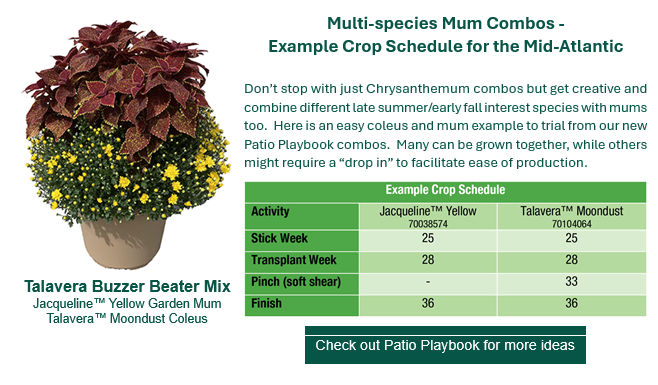 Multi-species Mum Combos -
Example Crop Schedule for the Mid-Atlantic
Don't stop with just Chrysanthemum combos but get creative and
combine different late summer/early fall interest species with mums
too.  Here is an easy coleus and mum example to trial from our new
Patio Playbook combos.  Many can be grown together, while others
might require a “drop in” to facilitate ease of production.
Example Crop Schedule
Activity Jacqueline™ Yellow 70038574 Talavera™ Moondust 70104064
Stick Week 25 25
Transplant Week 28 28
Pinch (soft shear) - 33
Finish 36 36
Talavera Buzzer Beater Mix
Jacqueline™ Yellow Garden Mum
Talavera™ Moondust Coleus
Check out Patio Playbook for more ideas